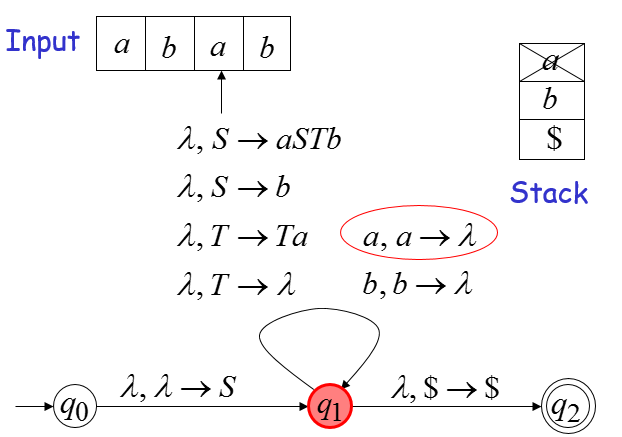 Input a b a b
a
b
$
Stack
λ, S → aSTb
λ, S → b
λ, T → Ta a, a → λ
λ, T → λ b, b → λ
q0 λ, λ → S q1 λ, $ → $ q2